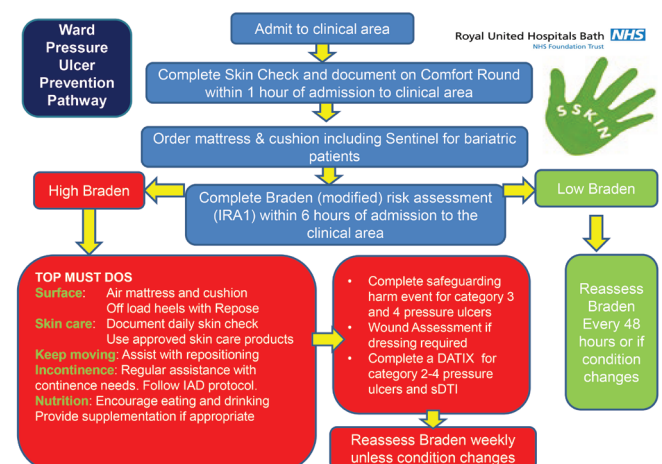 Ward
Pressure
Ulcer
Prevention
Pathway
Admit to clinical area
Royal United Hospitals Bath NHS
NHS Foundation Trust
Complete Skin Check and document on Comfort Round
within 1 hour of admission to clinical area
SSKIN
Order mattress & cushion including Sentinel for bariatric
patients
High Braden
Complete Braden (modified) risk assessment
(IRA1) within 6 hours of admission to the
clinical area
Low Braden
TOP MUST DOS
Surface: Air mattress and cushion
Off load heels with Repose
Skin care: Document daily skin check
Use approved skin care products
Keep moving: Assist with repositioning
Incontinence: Regular assistance with
continence needs. Follow IAD protocol.
Nutrition: Encourage eating and drinking
Provide supplementation if appropriate
• Complete safeguarding
harm event for category 3
and 4 pressure ulcers
• Wound Assessment if
dressing required
• Complete a DATIX for
category 2-4 pressure
ulcers and sDTI
Reassess
Braden
Every 48
hours or if
condition
changes
Reassess Braden weekly
unless condition changes